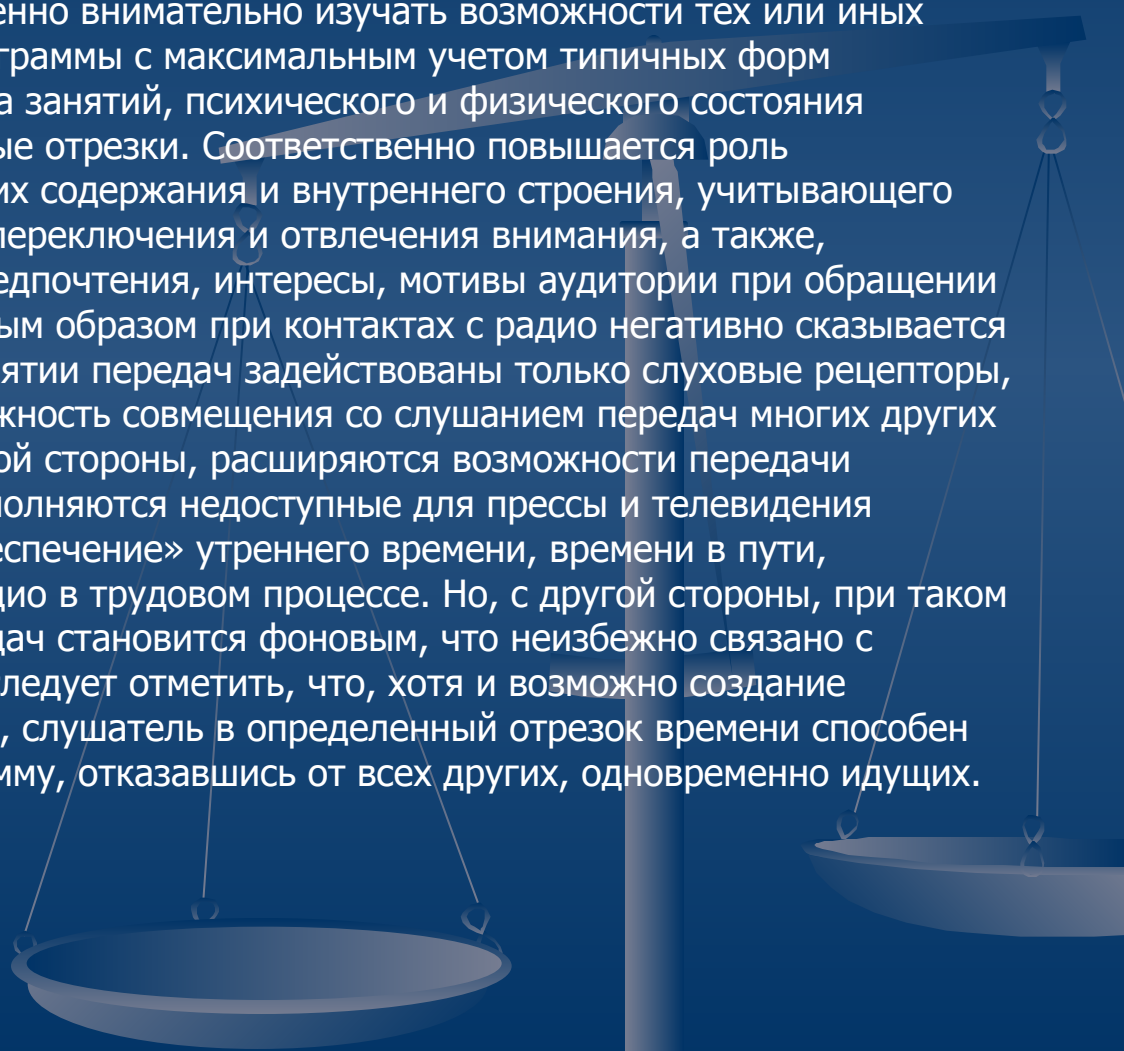 енно внимательно изучать возможности тех или иных
граммы с максимальным учетом типичных форм
а занятий, психического и физического состояния
ые отрезки. Соответственно повышается роль
их содержания и внутреннего строения, учитывающего
переключения и отвлечения внимания, а также,
едпочтения, интересы, мотивы аудитории при обращении
ым образом при контактах с радио негативно сказывается
ятии передач задействованы только слуховые рецепторы,
жность совмещения со слушанием передач многих других
ой стороны, расширяются возможности передачи
полняются недоступные для прессы и телевидения
еспечение» утреннего времени, времени в пути,
дио в трудовом процессе. Но, с другой стороны, при таком
дач становится фоновым, что неизбежно связано с
ледует отметить, что, хотя и возможно создание
, слушатель в определенный отрезок времени способен
мму, отказавшись от всех других, одновременно идущих.